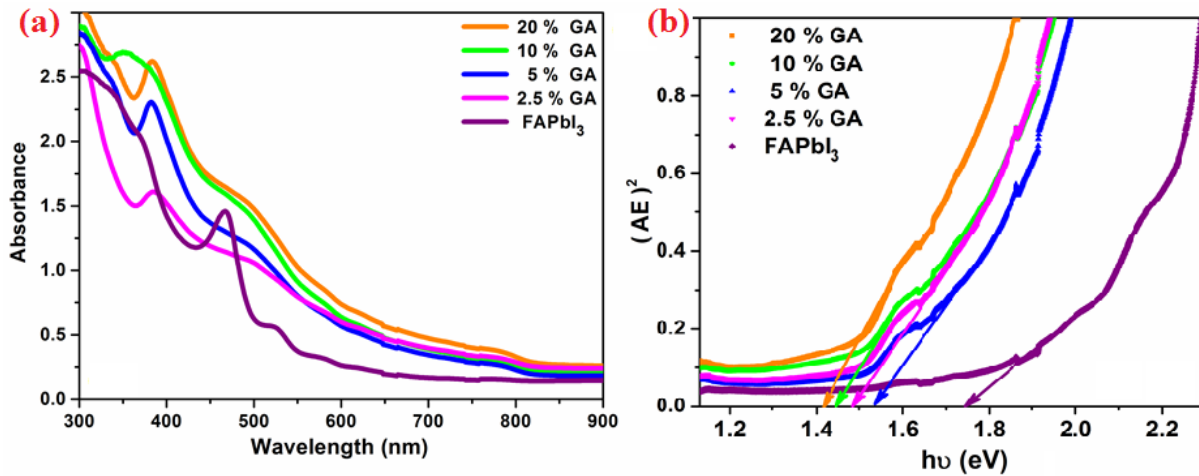 (a)
20 % GA
10 % GA
5 % GA
2.5 % GA
FAPbI₃
Absorbance
2.5
2.0
1.5
1.0
0.5
0.0
300 400 500 600 700 800 900
Wavelength (nm)
(b)
20 % GA
10 % GA
5 % GA
2.5 % GA
FAPbI₃
(AE)²
0.8
0.6
0.4
0.2
0.0
1.2 1.4 1.6 1.8 2.0 2.2
hυ (eV)